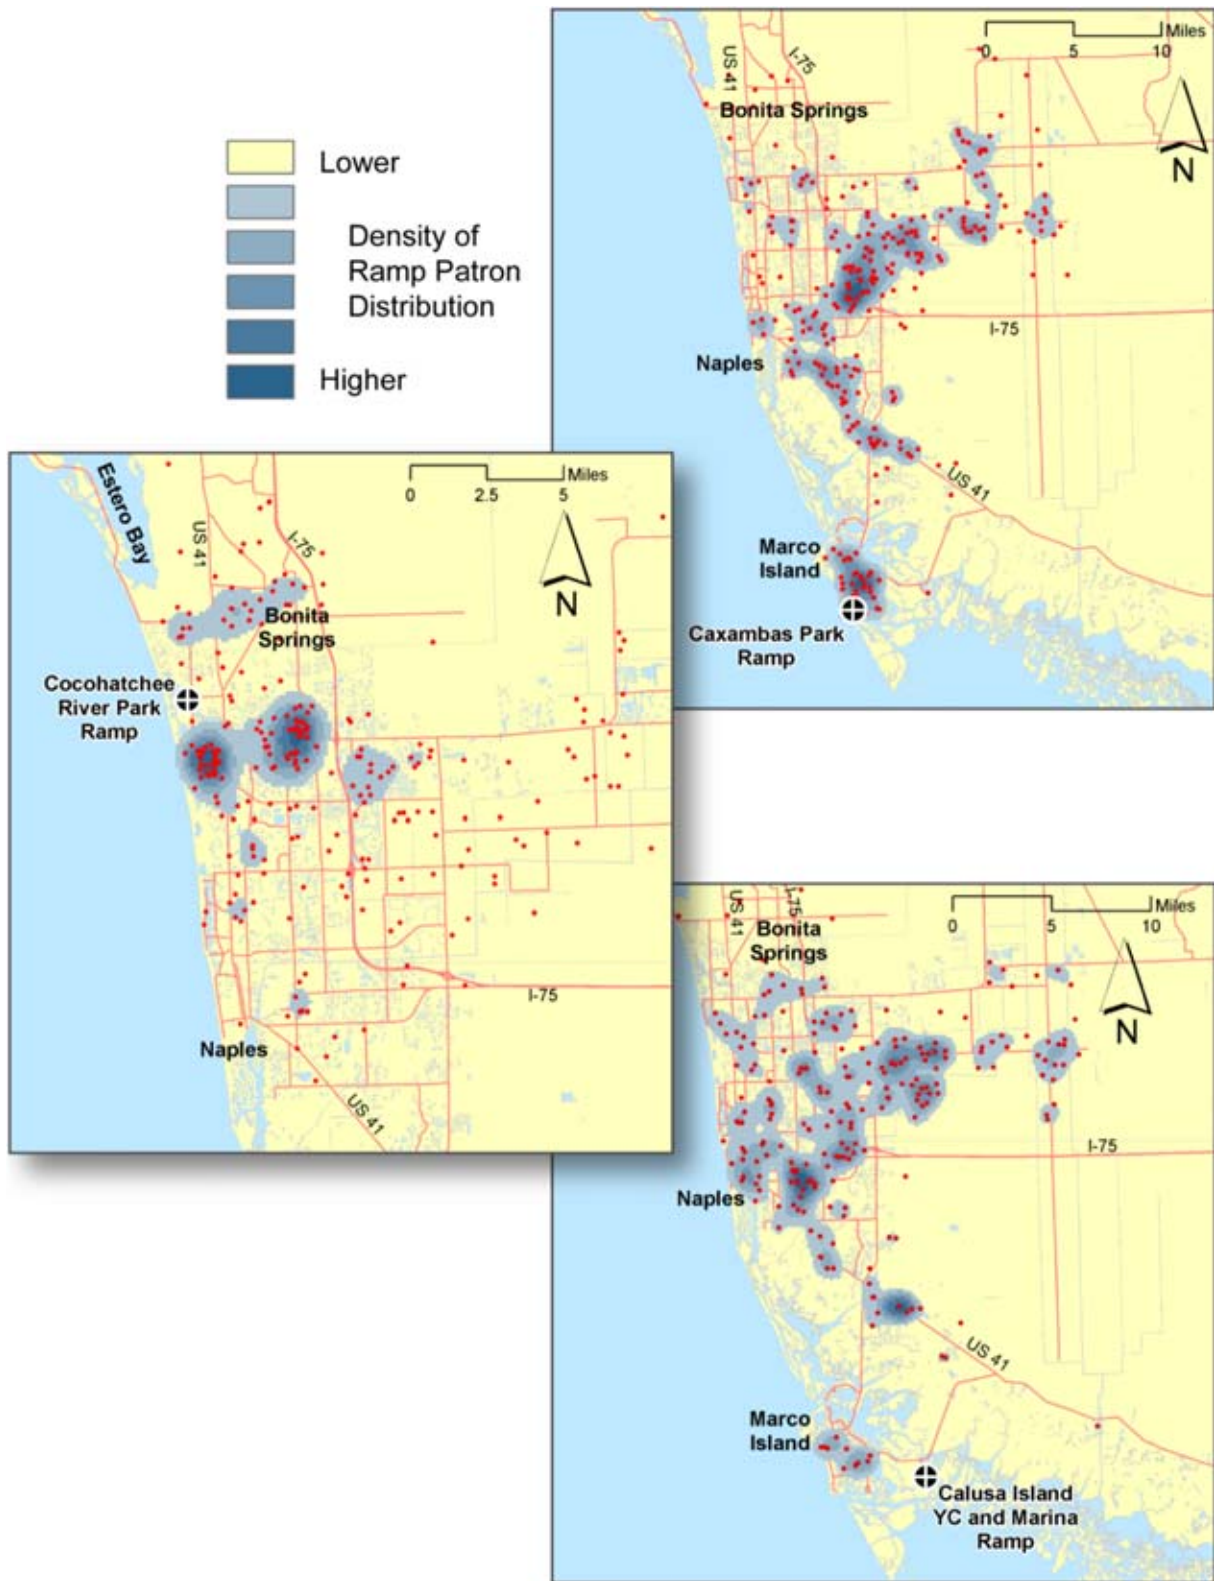 Lower
Density of
Ramp Patron
Distribution
Higher
Miles
0 5 10
US 41
I-75
Bonita Springs
N
I-75
Naples
US 41
Marco
Island
Caxambas Park
Ramp
Estero Bay
US 41
I-75
Miles
0 2.5 5
N
Bonita
Springs
Cocohatchee
River Park
Ramp
I-75
Naples
US 41
US 41
I-75
Miles
0 5 10
Bonita
Springs
N
I-75
Naples
US 41
Marco
Island
Calusa Island
YC and Marina
Ramp